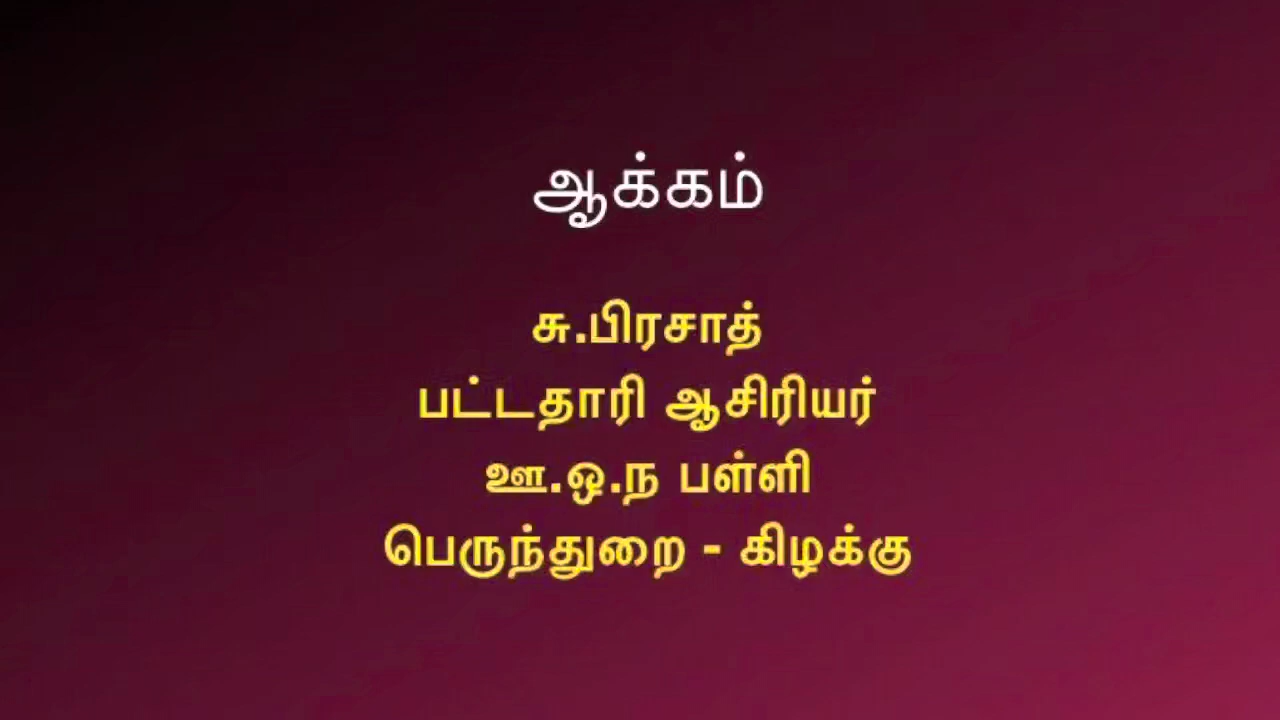 ஆக்கம்
சு.பிரசாத்
பட்டதாரி ஆசிரியர்
ஊ.ஒ.ந பள்ளி
பெருந்துறை - கிழக்கு